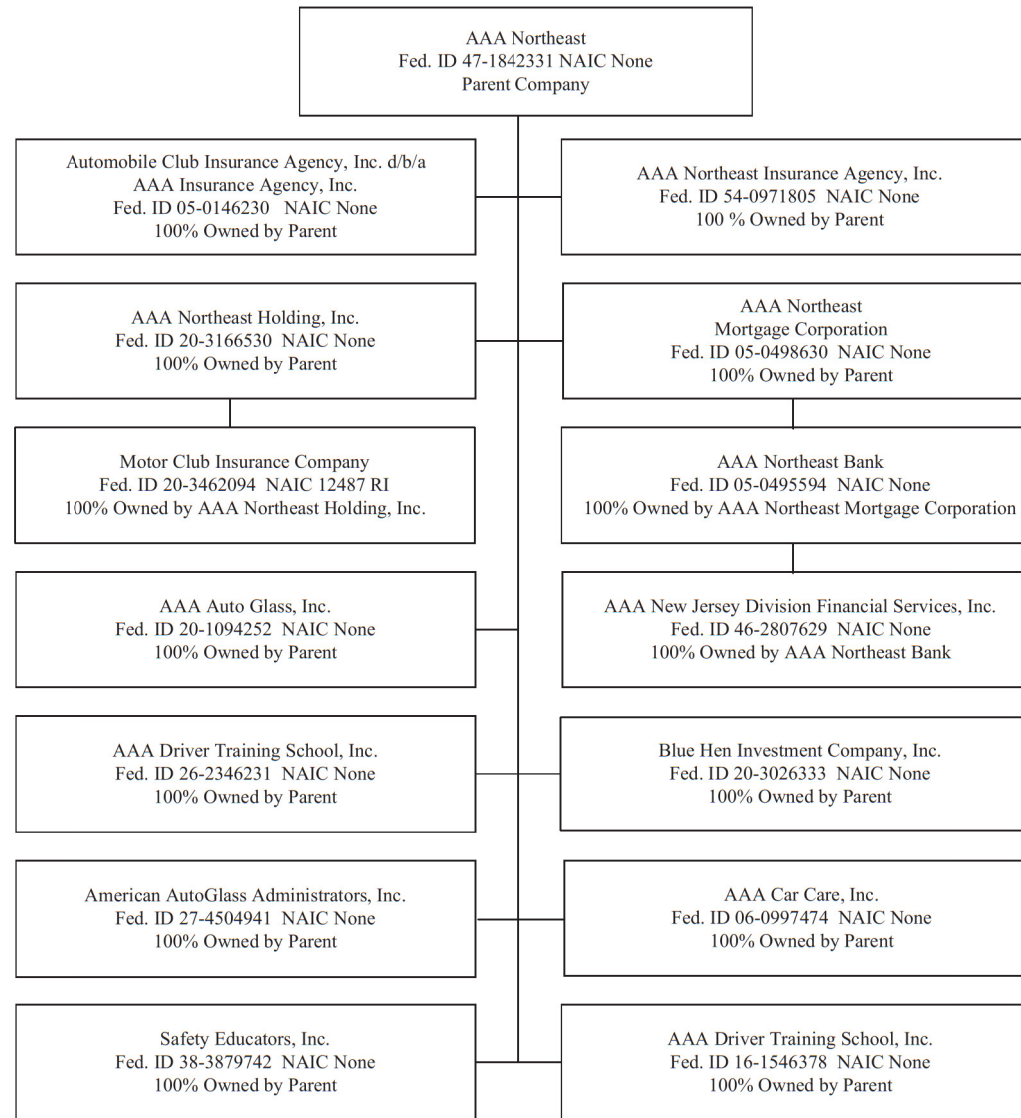 AAA Northeast
Fed. ID 47-1842331 NAIC None
Parent Company
Automobile Club Insurance Agency, Inc. d/b/a
AAA Insurance Agency, Inc.
Fed. ID 05-0146230 NAIC None
100% Owned by Parent
AAA Northeast Insurance Agency, Inc.
Fed. ID 54-0971805 NAIC None
100 % Owned by Parent
AAA Northeast Holding, Inc.
Fed. ID 20-3166530 NAIC None
100% Owned by Parent
AAA Northeast
Mortgage Corporation
Fed. ID 05-0498630 NAIC None
100% Owned by Parent
Motor Club Insurance Company
Fed. ID 20-3462094 NAIC 12487 RI
100% Owned by AAA Northeast Holding, Inc.
AAA Northeast Bank
Fed. ID 05-0495594 NAIC None
100% Owned by AAA Northeast Mortgage Corporation
AAA Auto Glass, Inc.
Fed. ID 20-1094252 NAIC None
100% Owned by Parent
AAA New Jersey Division Financial Services, Inc.
Fed. ID 46-2807629 NAIC None
100% Owned by AAA Northeast Bank
AAA Driver Training School, Inc.
Fed. ID 26-2346231 NAIC None
100% Owned by Parent
Blue Hen Investment Company, Inc.
Fed. ID 20-3026333 NAIC None
100% Owned by Parent
American AutoGlass Administrators, Inc.
Fed. ID 27-4504941 NAIC None
100% Owned by Parent
AAA Car Care, Inc.
Fed. ID 06-0997474 NAIC None
100% Owned by Parent
Safety Educators, Inc.
Fed. ID 38-3879742 NAIC None
100% Owned by Parent
AAA Driver Training School, Inc.
Fed. ID 16-1546378 NAIC None
100% Owned by Parent